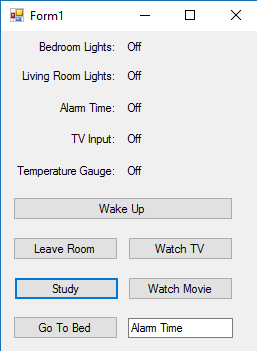 Form1
Bedroom Lights: Off
Living Room Lights: Off
Alarm Time: Off
TV Input: Off
Temperature Gauge: Off
Wake Up
Leave Room Watch TV
Study Watch Movie
Go To Bed Alarm Time